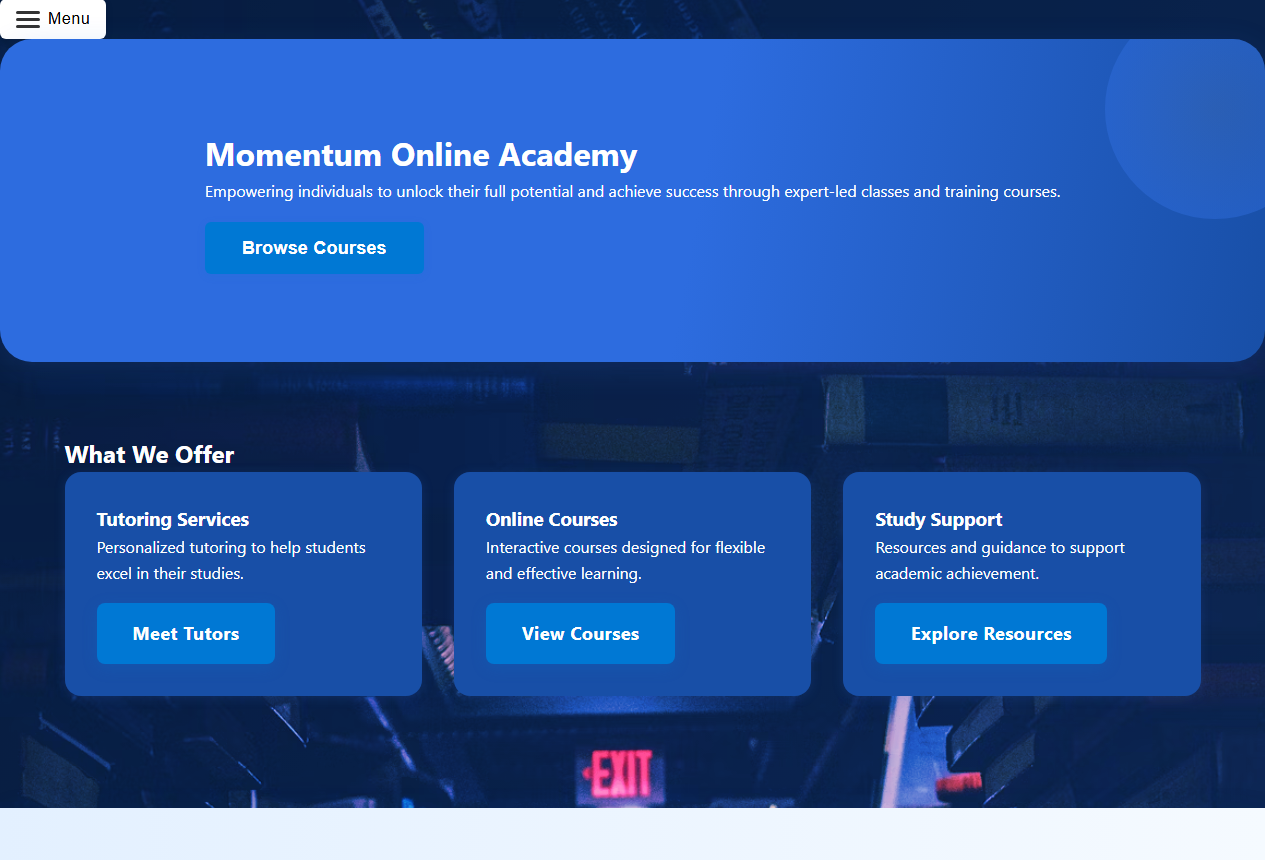 Menu
Momentum Online Academy
Empowering individuals to unlock their full potential and achieve success through expert-led classes and training courses.
Browse Courses
What We Offer
Tutoring Services
Personalized tutoring to help students
excel in their studies.
Meet Tutors
Online Courses
Interactive courses designed for flexible
and effective learning.
View Courses
Study Support
Resources and guidance to support
academic achievement.
Explore Resources
EXIT